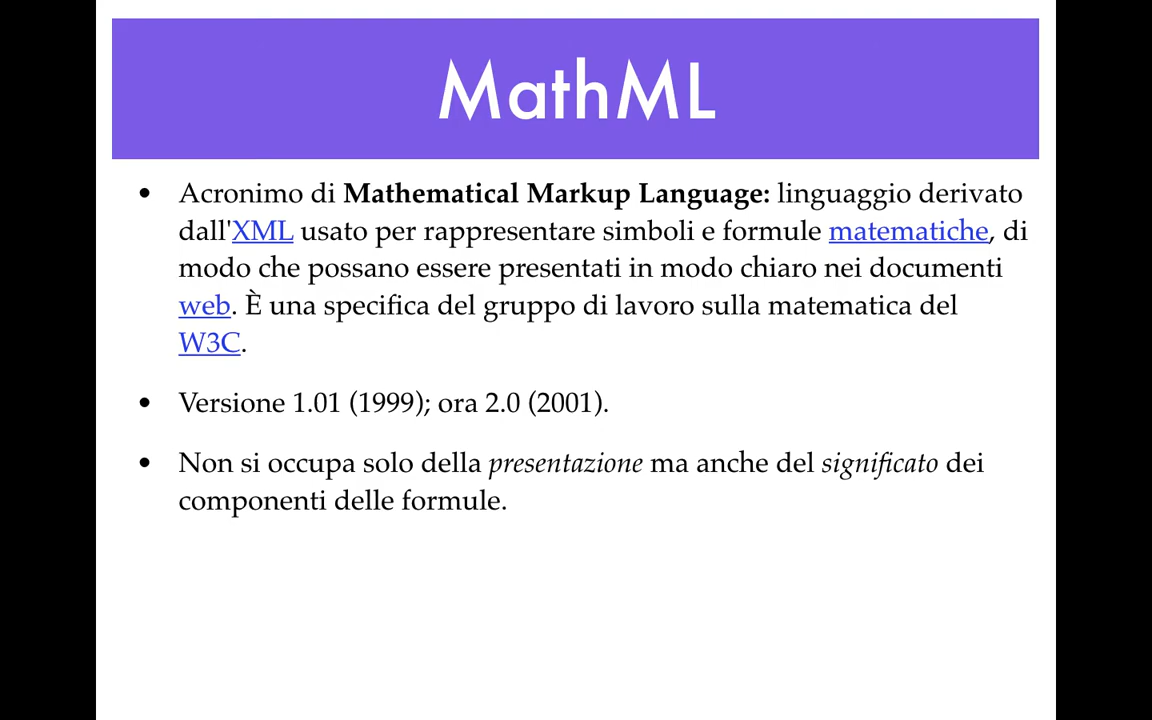 MathML
• Acronimo di Mathematical Markup Language: linguaggio derivato
dall'XML usato per rappresentare simboli e formule matematiche, di
modo che possano essere presentati in modo chiaro nei documenti
web. È una specifica del gruppo di lavoro sulla matematica del
W3C.
• Versione 1.01 (1999); ora 2.0 (2001).
• Non si occupa solo della presentazione ma anche del significato dei
componenti delle formule.